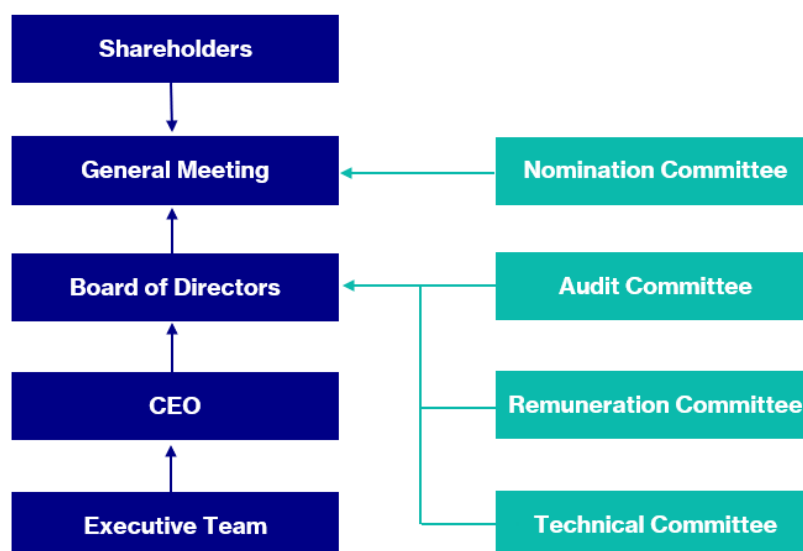 Shareholders
General Meeting
Nomination Committee
Board of Directors
Audit Committee
CEO
Remuneration Committee
Executive Team
Technical Committee